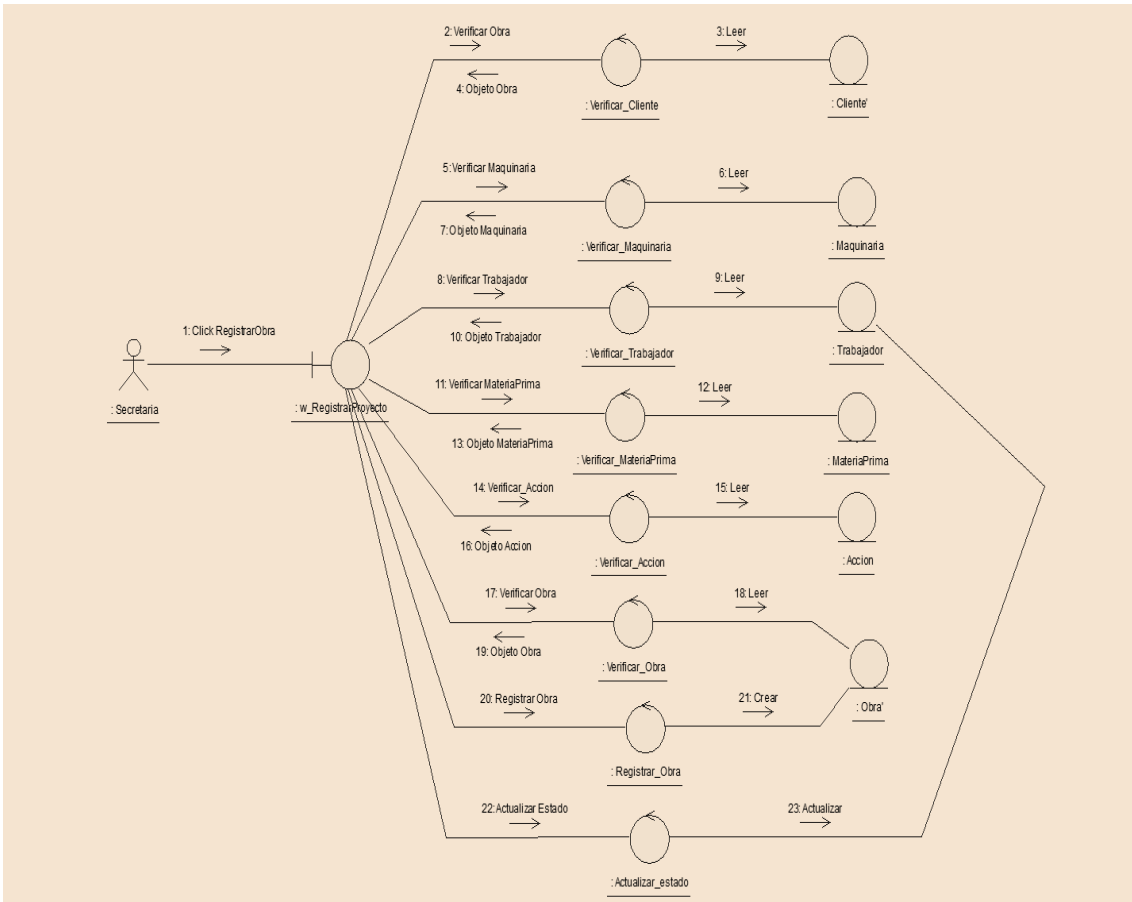 2: Verificar Obra
3: Leer
4: Objeto Obra
: Verificar_Cliente
: Cliente'
5: Verificar Maquinaria
6: Leer
7: Objeto Maquinaria
: Verificar_Maquinaria
: Maquinaria
8: Verificar Trabajador
9: Leer
10: Objeto Trabajador
: Verificar_Trabajador
: Trabajador
1: Click RegistrarObra
: Secretaria
: w_RegistrarProyecto
11: Verificar MateriaPrima
12: Leer
13: Objeto MateriaPrima
: Verificar_MateriaPrima
: MateriaPrima
14: Verificar_Accion
15: Leer
16: Objeto Accion
: Verificar_Accion
: Accion
17: Verificar Obra
18: Leer
19: Objeto Obra
: Verificar_Obra
: Obra'
20: Registrar Obra
21: Crear
: Registrar_Obra
22: Actualizar Estado
23: Actualizar
: Actualizar_estado